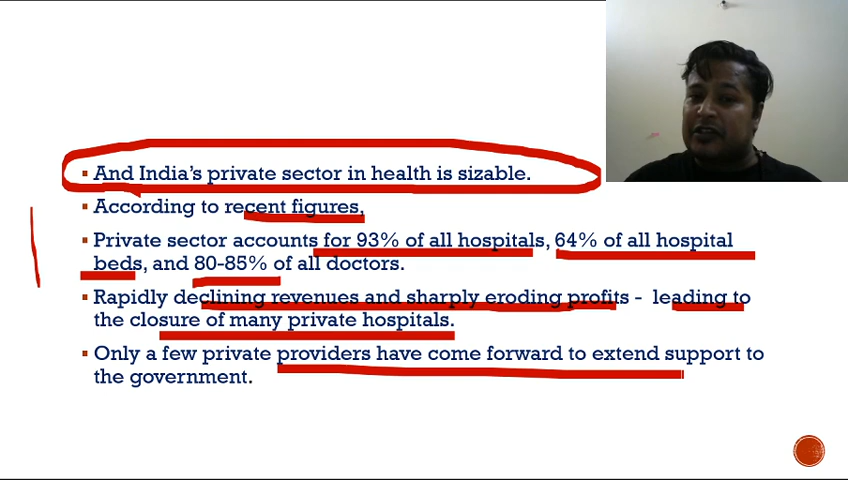 And India's private sector in health is sizable.
According to recent figures,
Private sector accounts for 93% of all hospitals, 64% of all hospital
beds, and 80-85% of all doctors.
Rapidly declining revenues and sharply eroding profits - leading to
the closure of many private hospitals.
Only a few private providers have come forward to extend support to
the government.